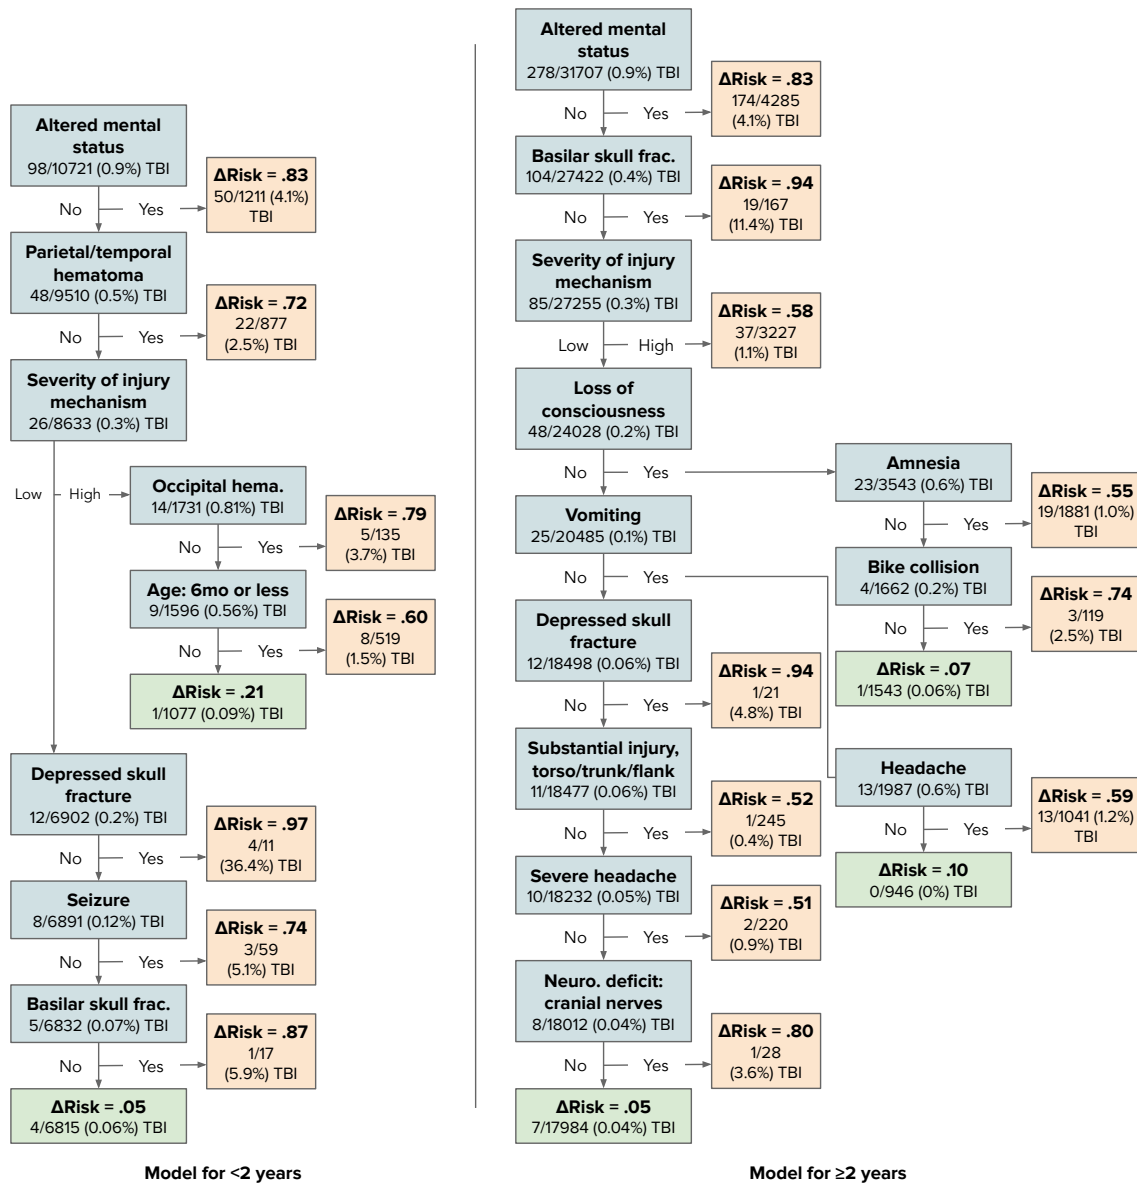 Altered mental
status
98/10721 (0.9%) TBI
ΔRisk = .83
50/1211 (4.1%)
TBI
No
Yes
Parietal/temporal
hematoma
48/9510 (0.5%) TBI
ΔRisk = .72
22/877
(2.5%) TBI
No
Yes
Severity of injury
mechanism
26/8633 (0.3%) TBI
Low
High
Occipital hema.
14/1731 (0.81%) TBI
ΔRisk = .79
5/135
(3.7%) TBI
No
Yes
Age: 6mo or less
9/1596 (0.56%) TBI
ΔRisk = .60
8/519
(1.5%) TBI
No
Yes
ΔRisk = .21
1/1077 (0.09%) TBI
Depressed skull
fracture
12/6902 (0.2%) TBI
ΔRisk = .97
4/11
(36.4%) TBI
No
Yes
Seizure
8/6891 (0.12%) TBI
ΔRisk = .74
3/59
(5.1%) TBI
No
Yes
Basilar skull frac.
5/6832 (0.07%) TBI
ΔRisk = .87
1/17
(5.9%) TBI
No
Yes
ΔRisk = .05
4/6815 (0.06%) TBI
Model for <2 years
Altered mental
status
278/31707 (0.9%) TBI
ΔRisk = .83
174/4285
(4.1%) TBI
No
Yes
Basilar skull frac.
104/27422 (0.4%) TBI
ΔRisk = .94
19/167
(11.4%) TBI
No
Yes
Severity of injury
mechanism
85/27255 (0.3%) TBI
ΔRisk = .58
37/3227
(1.1%) TBI
Low
High
Loss of
consciousness
48/24028 (0.2%) TBI
No
Yes
Amnesia
23/3543 (0.6%) TBI
ΔRisk = .55
19/1881 (1.0%)
TBI
No
Yes
Bike collision
4/1662 (0.2%) TBI
ΔRisk = .74
3/119
(2.5%) TBI
No
Yes
ΔRisk = .07
1/1543 (0.06%) TBI
Vomiting
25/20485 (0.1%) TBI
No
Yes
Headache
13/1987 (0.6%) TBI
ΔRisk = .59
13/1041 (1.2%)
TBI
No
Yes
ΔRisk = .10
0/946 (0%) TBI
Depressed skull
fracture
12/18498 (0.06%) TBI
ΔRisk = .94
1/21
(4.8%) TBI
No
Yes
Substantial injury,
torso/trunk/flank
11/18477 (0.06%) TBI
ΔRisk = .52
1/245
(0.4%) TBI
No
Yes
Severe headache
10/18232 (0.05%) TBI
ΔRisk = .51
2/220
(0.9%) TBI
No
Yes
Neuro. deficit:
cranial nerves
8/18012 (0.04%) TBI
ΔRisk = .80
1/28
(3.6%) TBI
No
Yes
ΔRisk = .05
7/17984 (0.04%) TBI
Model for ≥2 years